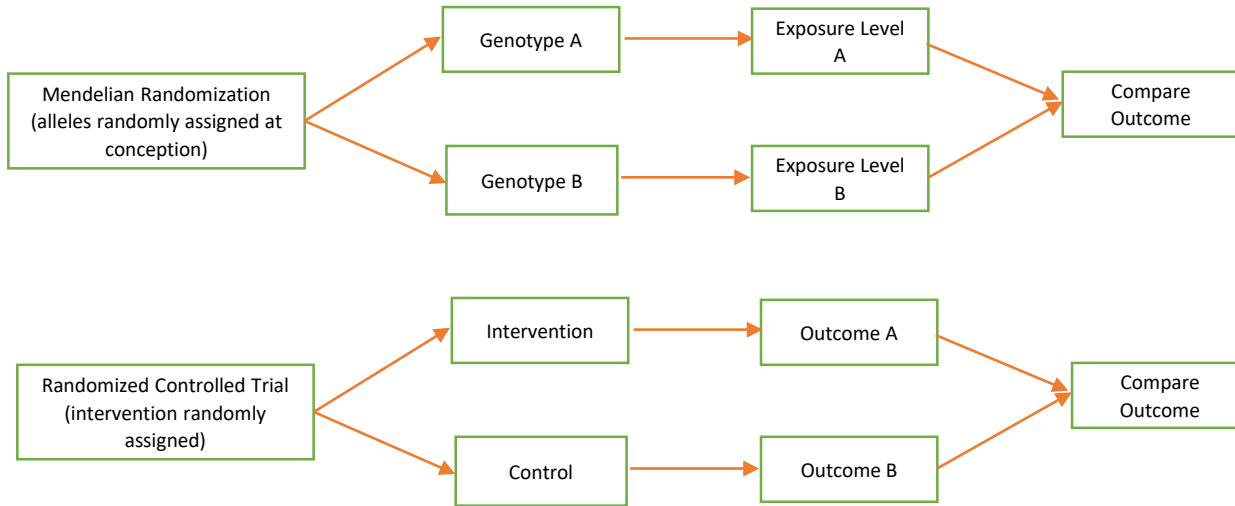 Mendelian Randomization
(alleles randomly assigned at
conception)
Genotype A
Exposure Level
A
Genotype B
Exposure Level
B
Compare
Outcome
Randomized Controlled Trial
(intervention randomly
assigned)
Intervention
Outcome A
Control
Outcome B
Compare
Outcome